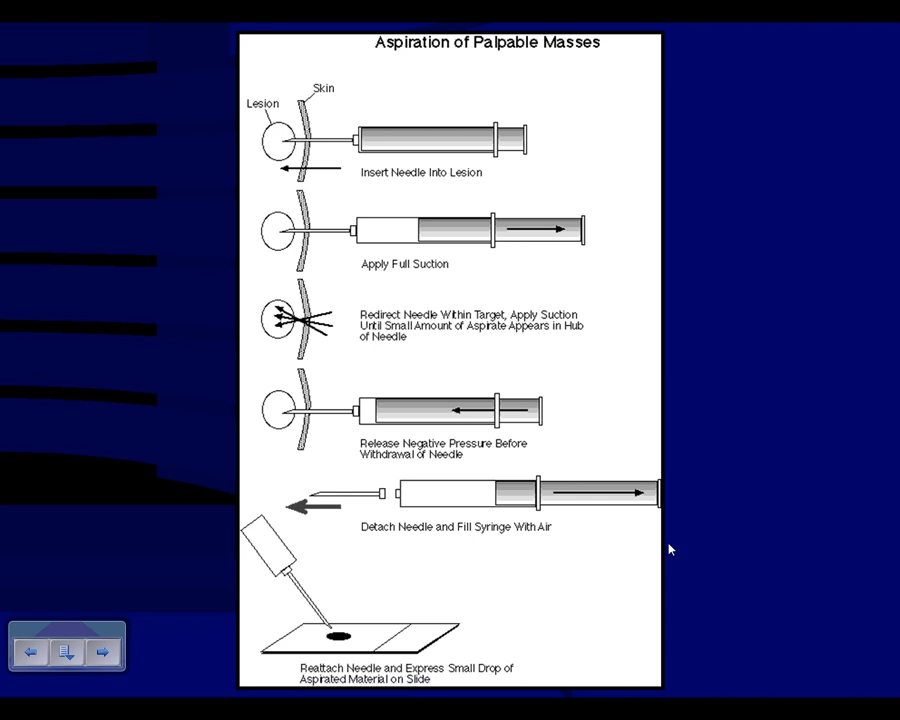 Aspiration of Palpable Masses
Skin
Lesion
Insert Needle Into Lesion
Apply Full Suction
Redirect Needle Within Target, Apply Suction
Until Small Amount of Aspirate Appears in Hub
of Needle
Release Negative Pressure Before
Withdrawal of Needle
Detach Needle and Fill Syringe With Air
Reattach Needle and Express Small Drop of
Aspirated Material on Slide